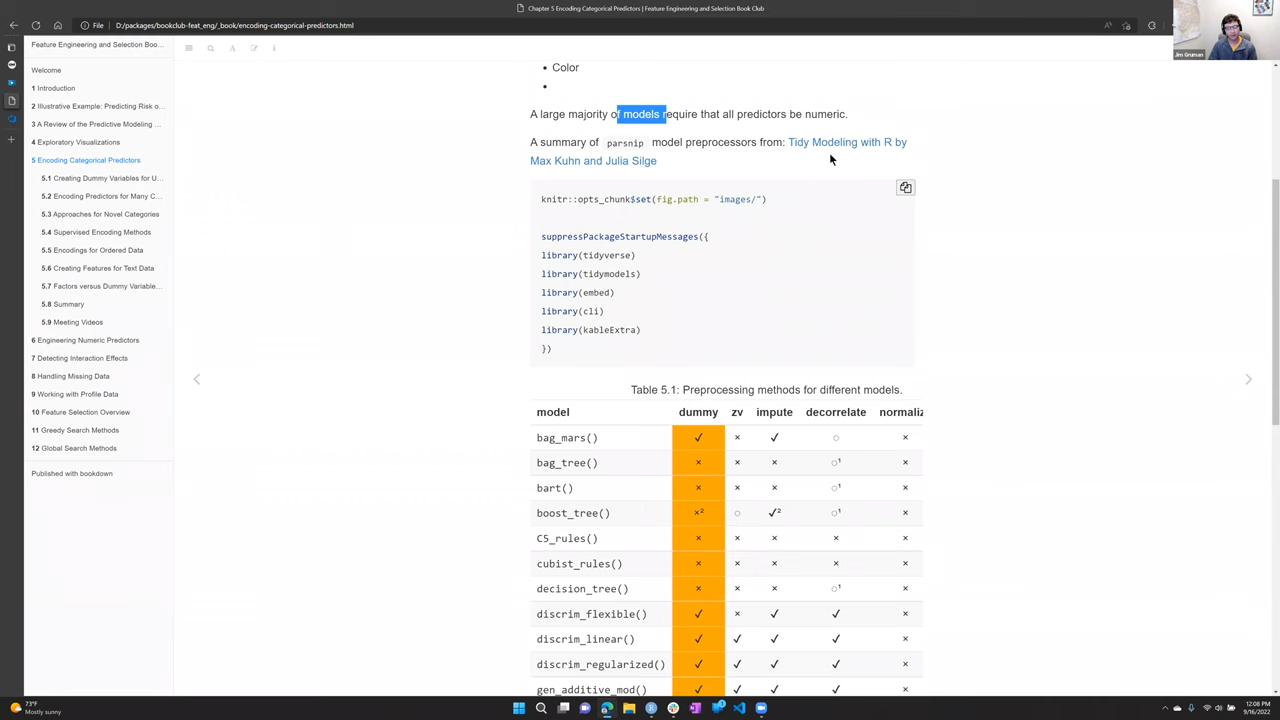 Chapter 5 Encoding Categorical Predictors | Feature Engineering and Selection Book Club
File
D:/packages/bookclub-feat_eng/_book/encoding-categorical-predictors.html
Jim Gruman
Feature Engineering and Selection Boo...
Welcome
1 Introduction
2 Illustrative Example: Predicting Risk o...
3 A Review of the Predictive Modeling ...
4 Exploratory Visualizations
5 Encoding Categorical Predictors
5.1 Creating Dummy Variables for U...
5.2 Encoding Predictors for Many C...
5.3 Approaches for Novel Categories
5.4 Supervised Encoding Methods
5.5 Encodings for Ordered Data
5.6 Creating Features for Text Data
5.7 Factors versus Dummy Variable...
5.8 Summary
5.9 Meeting Videos
6 Engineering Numeric Predictors
7 Detecting Interaction Effects
8 Handling Missing Data
9 Working with Profile Data
10 Feature Selection Overview
11 Greedy Search Methods
12 Global Search Methods
Published with bookdown
• Color
•
A large majority of models require that all predictors be numeric.
A summary of parsnip model preprocessors from: Tidy Modeling with R by
Max Kuhn and Julia Silge
knitr::opts_chunk$set(fig.path = "images/")
suppressPackageStartupMessages({
library(tidyverse)
library(tidymodels)
library(embed)
library(cli)
library(kableExtra)
})
Table 5.1: Preprocessing methods for different models.
model dummy zv impute decorrelate normaliz
bag_mars() ✓ × ✓ ○ ×
bag_tree() × × × ○¹ ×
bart() × × × ○¹ ×
boost_tree() ײ ○ ✓² ○¹ ×
C5_rules() × × × × ×
cubist_rules() × × × × ×
decision_tree() × × × ○¹ ×
discrim_flexible() ✓ × ✓ ✓ ×
discrim_linear() ✓ ✓ ✓ ✓ ×
discrim_regularized() ✓ ✓ ✓ ✓ ×
gen_additive_mod() ✓ ✓ ✓ ✓ ×
73°F
Mostly sunny
12:08 PM
9/16/2022